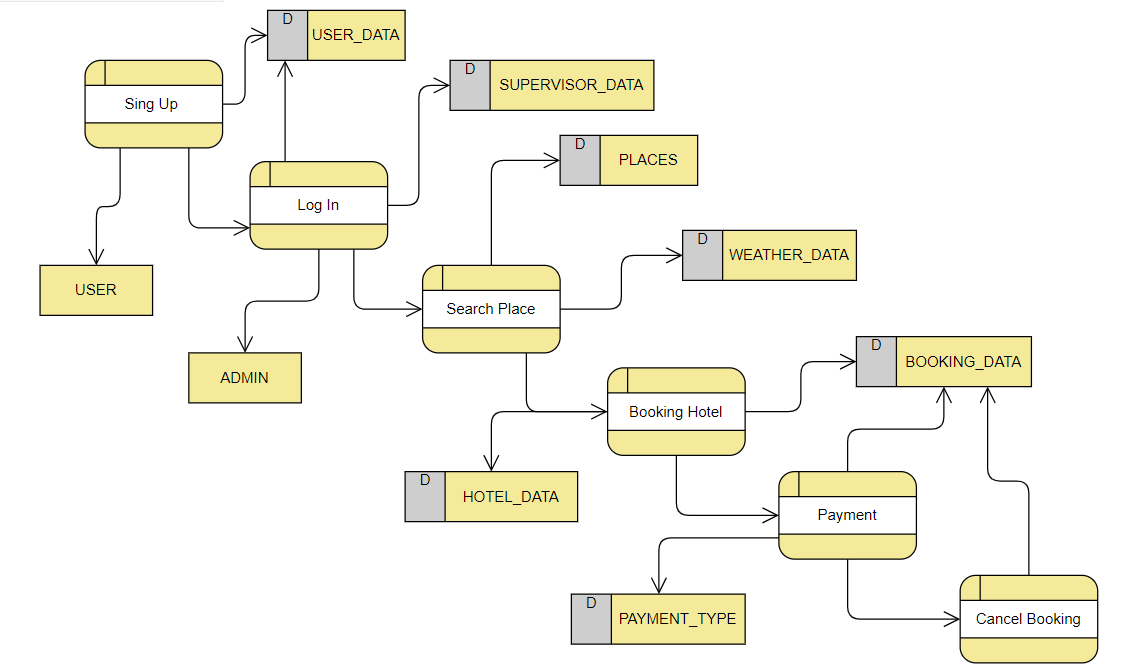 D
USER_DATA
D
SUPERVISOR_DATA
Sing Up
D
PLACES
Log In
D
WEATHER_DATA
USER
Search Place
D
BOOKING_DATA
ADMIN
Booking Hotel
D
HOTEL_DATA
Payment
D
PAYMENT_TYPE
Cancel Booking